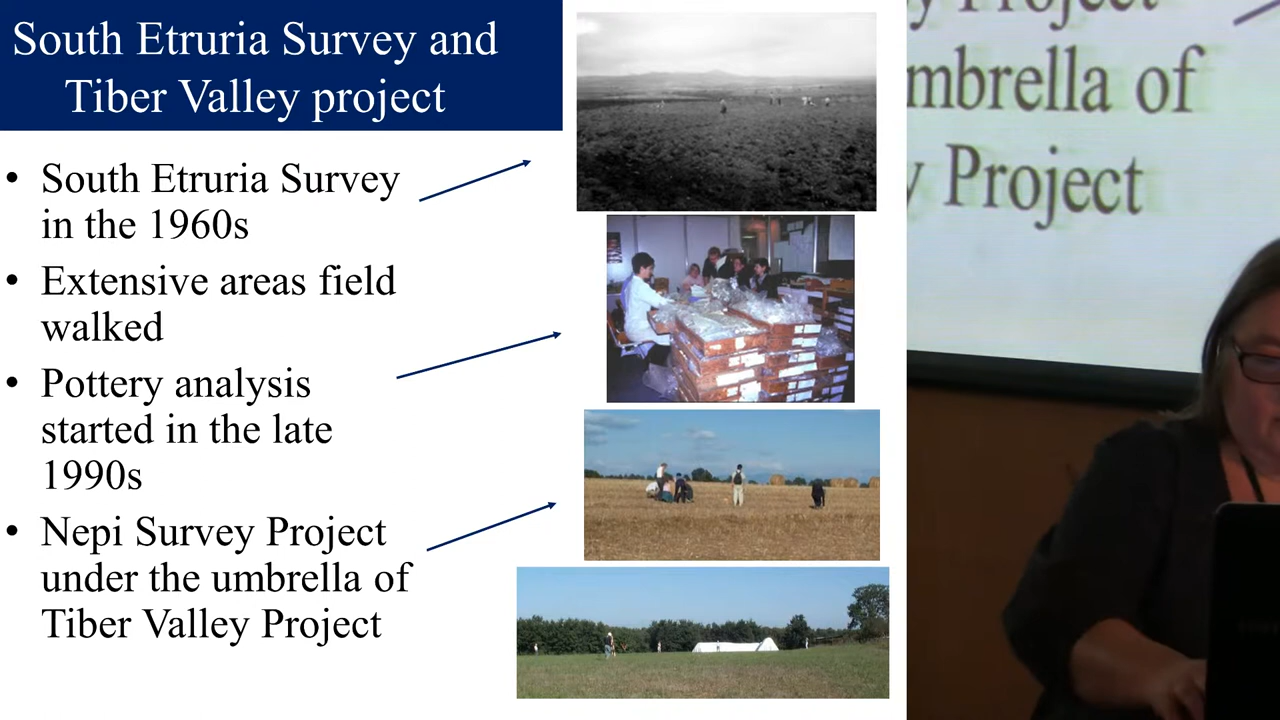 South Etruria Survey and
Tiber Valley project
• South Etruria Survey
in the 1960s
• Extensive areas field
walked
• Pottery analysis
started in the late
1990s
• Nepi Survey Project
under the umbrella of
Tiber Valley Project
y Project
mbrella of
y Project